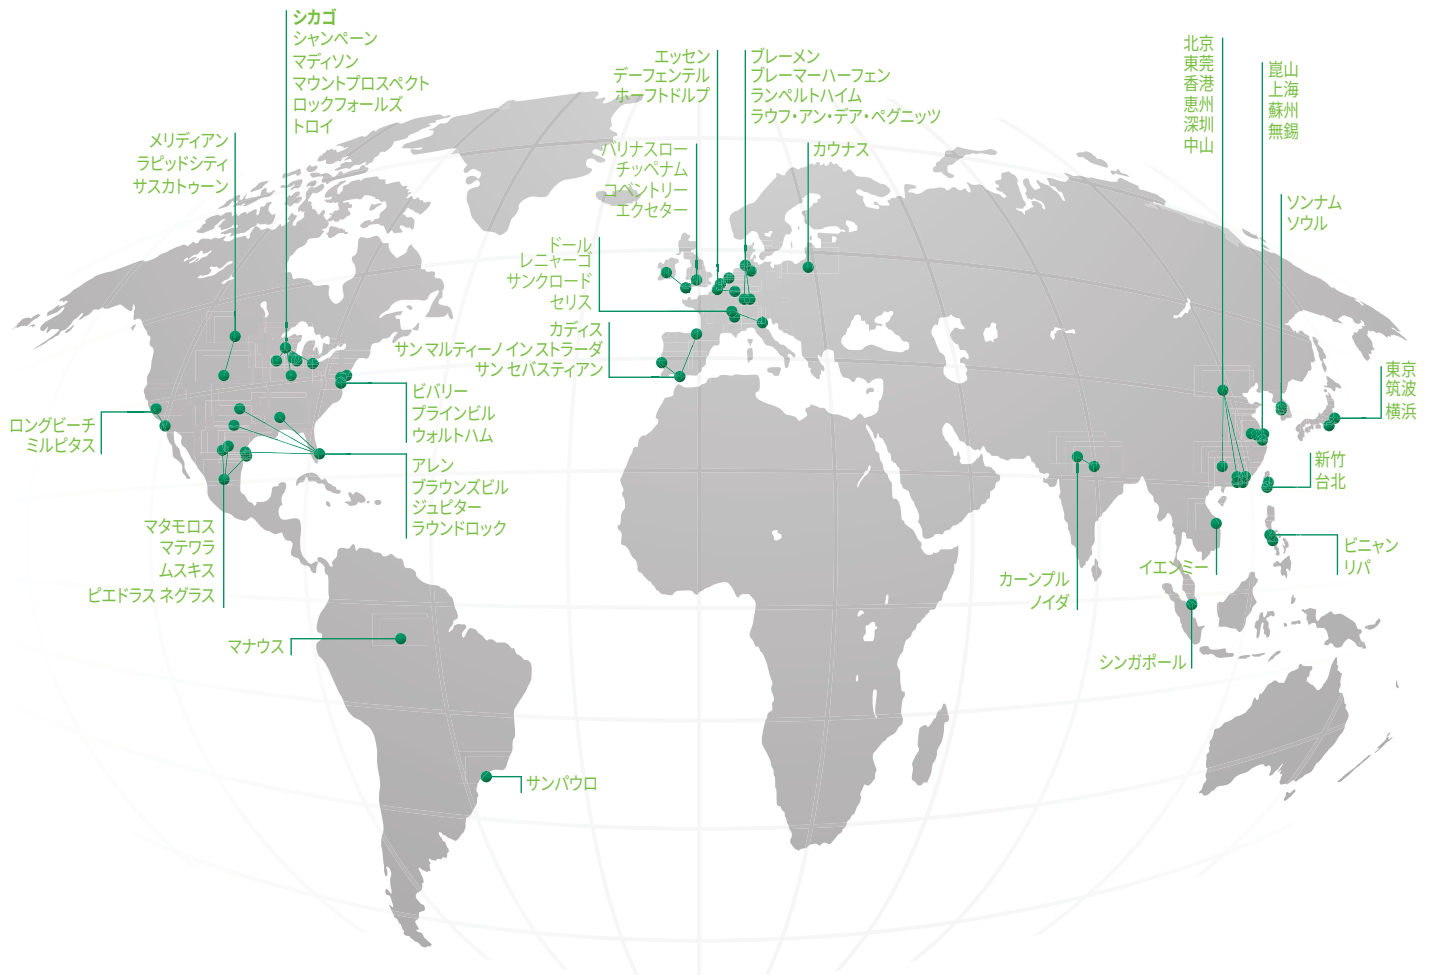 シカゴ
シャンペーン
マディソン
マウントプロスペクト
ロックフォールズ
トロイ
メリディアン
ラピッドシティ
サスカトゥーン
エッセン
デーフェンテル
ホーフトドルプ
ブレーメン
ブレーマーハーフェン
ランペルトハイム
ラウフ・アン・デア・ペグニッツ
バリナスロー
チッペナム
コベントリー
エクセター
カウナス
ドール
レニャーゴ
サンクロード
セリス
カディス
サン マルティーノ イン ストラーダ
サン セバスティアン
北京
東莞
香港
恵州
深圳
中山
崑山
上海
蘇州
無錫
ソンナム
ソウル
東京
筑波
横浜
新竹
台北
ビニャン
リパ
イエンミー
シンガポール
カーンプル
ノイダ
ロングビーチ
ミルピタス
ビバリー
プラインビル
ウォルトハム
アレン
ブラウンズビル
ジュピター
ラウンドロック
マタモロス
マテワラ
ムスキス
ピエドラス ネグラス
マナウス
サンパウロ